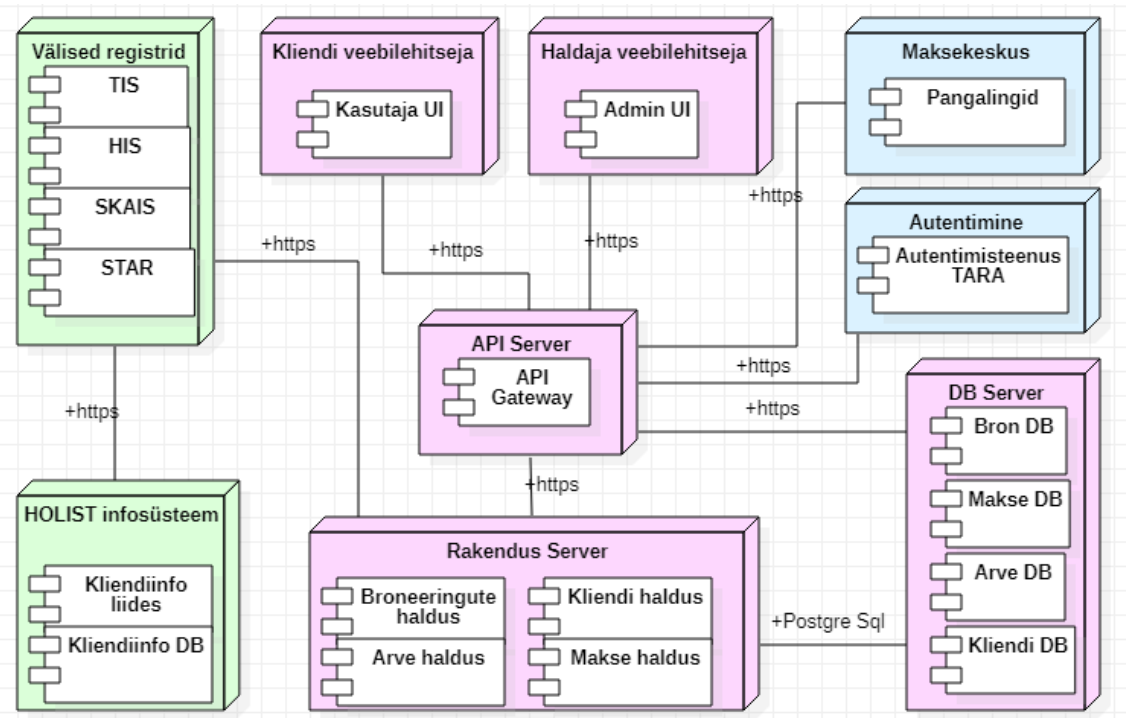 Välised registrid
TIS
HIS
SKAIS
STAR
Kliendi veebilehitseja
Kasutaja UI
Haldaja veebilehitseja
Admin UI
Maksekeskus
Pangalingid
+https
Autentimine
Autentimisteenus
TARA
+https
+https
+https
API Server
API
Gateway
+https
+https
+https
+https
DB Server
Bron DB
Makse DB
Arve DB
Kliendi DB
HOLIST infosüsteem
Kliendiinfo
liides
Kliendiinfo DB
Rakendus Server
Broneeringute
haldus
Kliendi haldus
Arve haldus
Makse haldus
+Postgre Sql